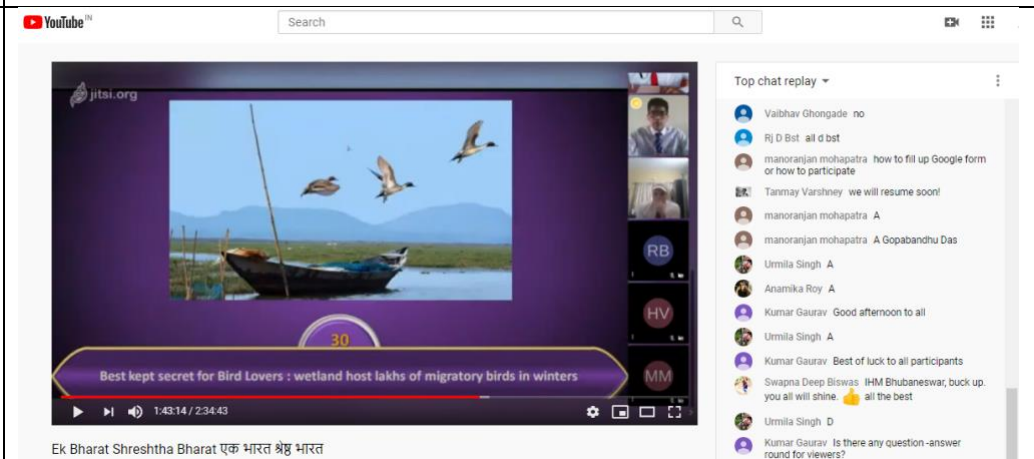 YouTube IN
Search
jitsi.org
RB
HV
MM
30
Best kept secret for Bird Lovers : wetland host lakhs of migratory birds in winters
1:43:14 / 2:34:43
Ek Bharat Shreshtha Bharat एक भारत श्रेष्ठ भारत
Top chat replay
Vaibhav Ghongade no
Rj D Bst all d bst
manoranjan mohapatra how to fill up Google form
or how to participate
Tanmay Varshney we will resume soon!
manoranjan mohapatra A
manoranjan mohapatra A Gopabandhu Das
Urmila Singh A
Anamika Roy A
Kumar Gaurav Good afternoon to all
Urmila Singh A
Kumar Gaurav Best of luck to all participants
Swapna Deep Biswas IHM Bhubaneswar, buck up.
you all will shine. 👍 all the best
Urmila Singh D
Kumar Gaurav Is there any question -answer
round for viewers?